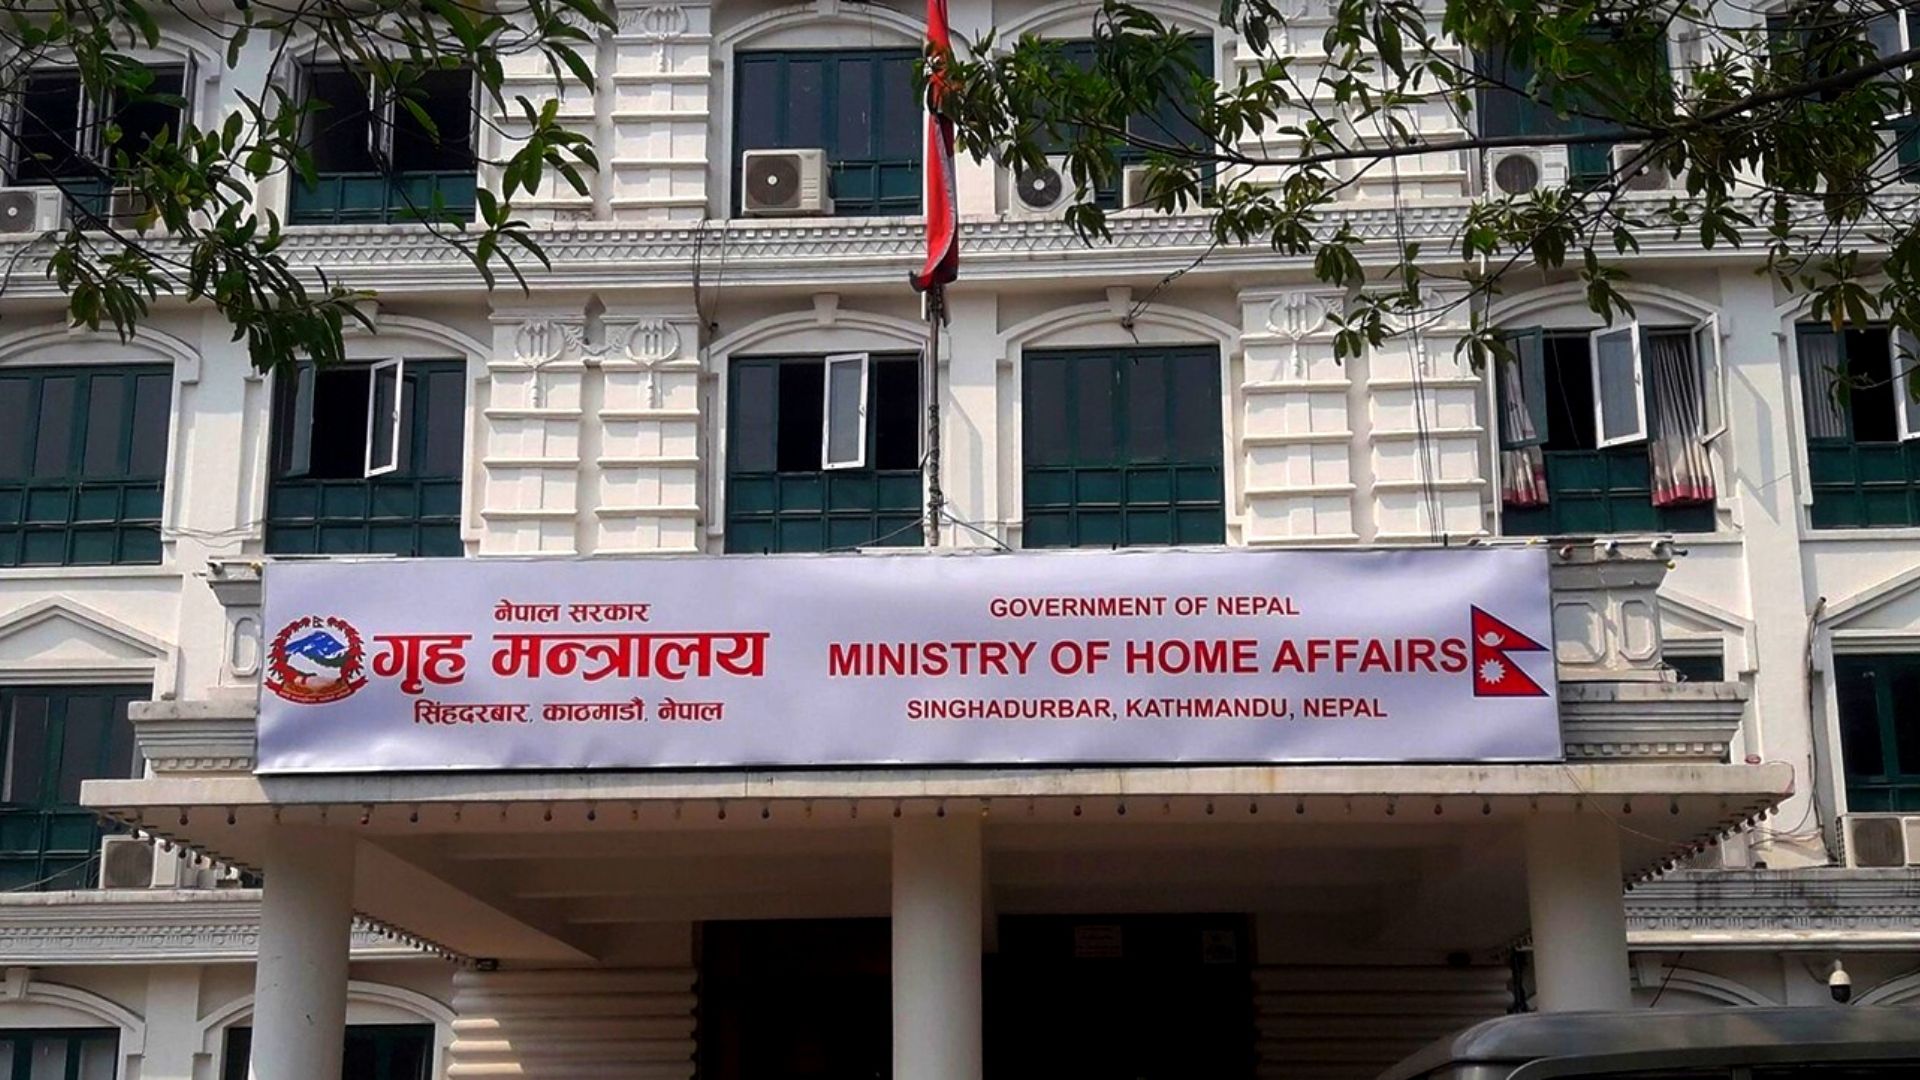 नेपाल सरकार
गृह मन्त्रालय
सिंहदरबार, काठमाडौं, नेपाल
GOVERNMENT OF NEPAL
MINISTRY OF HOME AFFAIRS
SINGHADURBAR, KATHMANDU, NEPAL